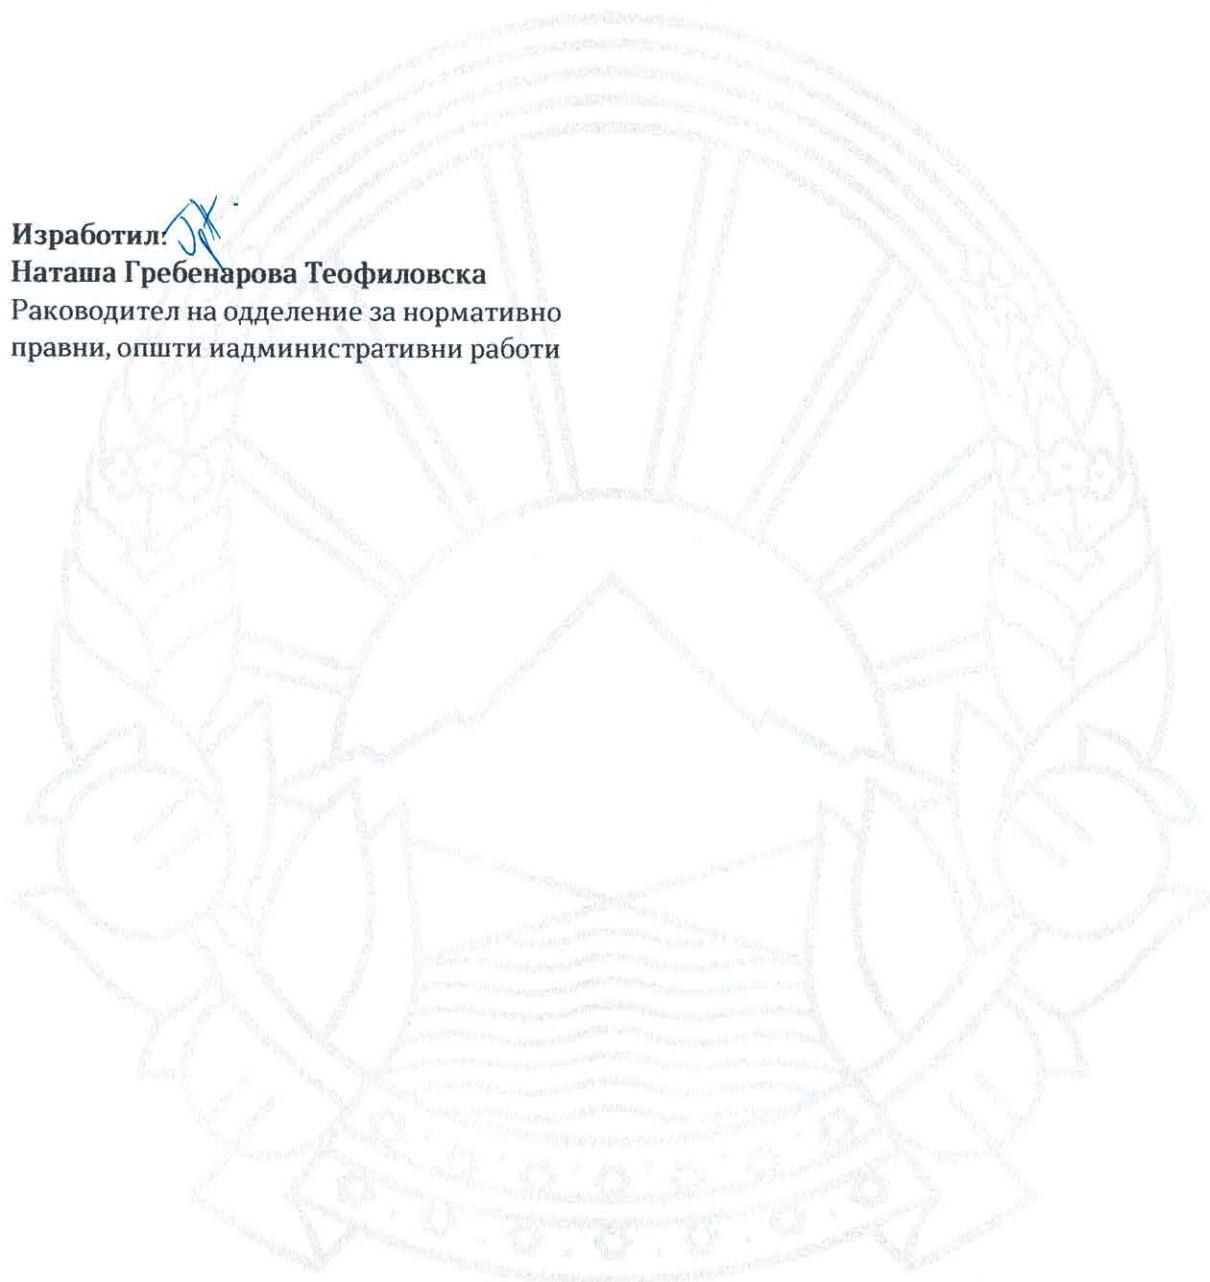 Изработил:
Наташа Гребенарова Теофиловска
Раководител на одделение за нормативно
правни, општи иадминистративни работи